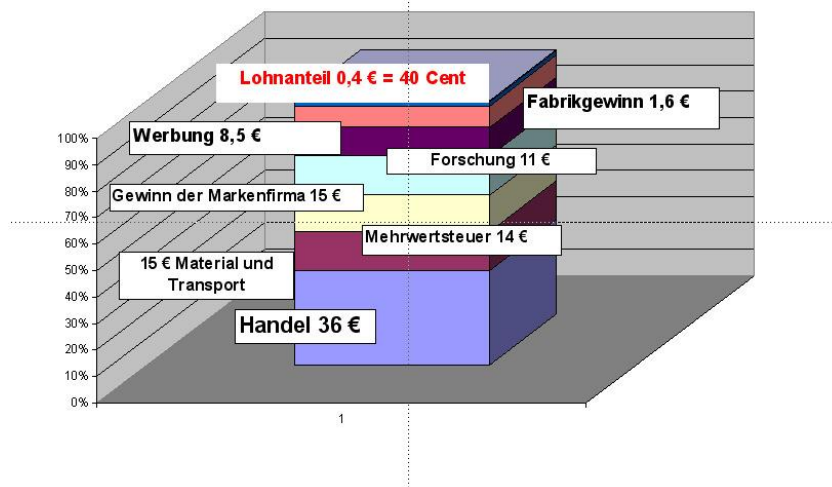 Lohnanteil 0,4 € = 40 Cent
Fabrikgewinn 1,6 €
Werbung 8,5 €
Forschung 11 €
Gewinn der Markenfirma 15 €
Mehrwertsteuer 14 €
15 € Material und
Transport
Handel 36 €
100%
90%
80%
70%
60%
50%
40%
30%
20%
10%
0%
1